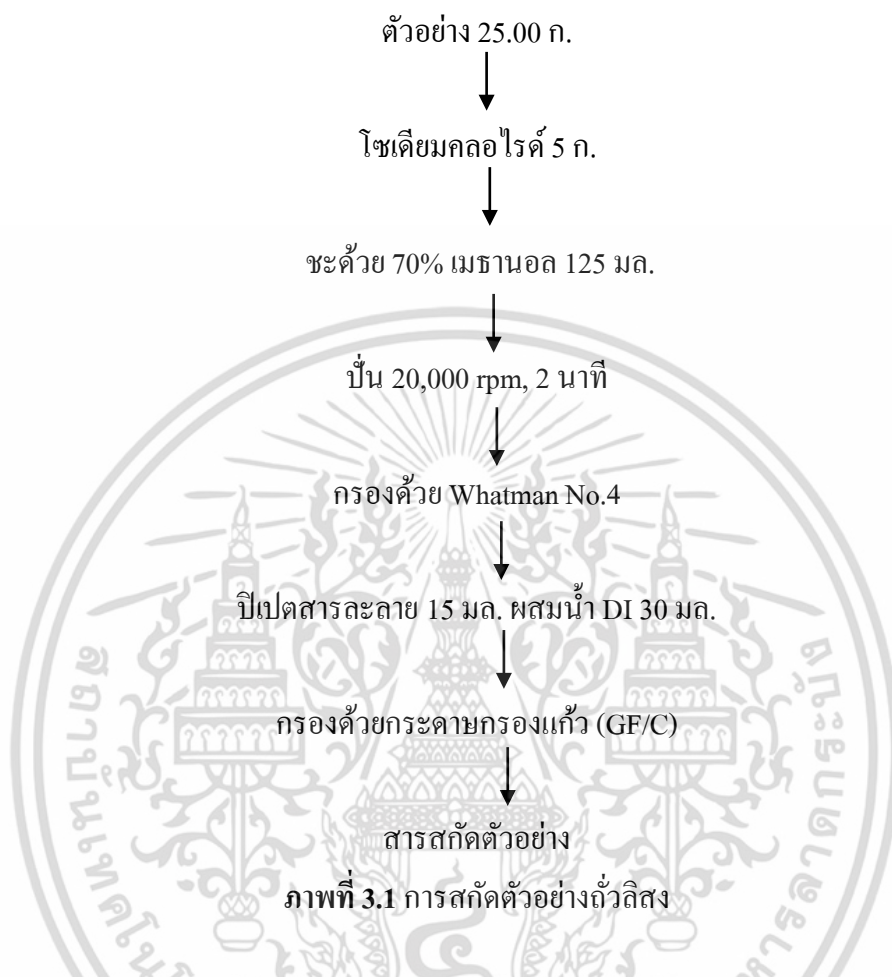 ตัวอย่าง 25.00 ก.
โซเดียมคลอไรด์ 5 ก.
ชะด้วย 70% เมธานอล 125 มล.
ปั่น 20,000 rpm, 2 นาที
กรองด้วย Whatman No.4
ปิเปตสารละลาย 15 มล. ผสมน้ำ DI 30 มล.
กรองด้วยกระดาษกรองแก้ว (GF/C)
สารสกัดตัวอย่าง
ภาพที่ 3.1 การสกัดตัวอย่างถั่วลิสง